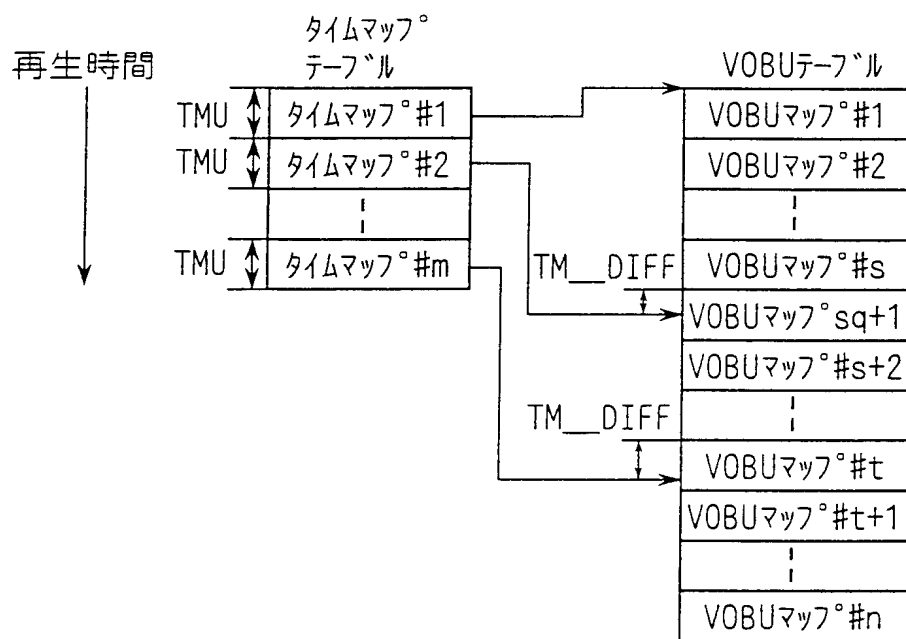 再生時間
タイムマップ
テーブル
TMU
タイムマップ#1
TMU
タイムマップ#2
TMU
タイムマップ#m
VOBUテーブル
VOBUマップ#1
VOBUマップ#2
TM__DIFF
VOBUマップ#s
VOBUマップsq+1
VOBUマップ#s+2
TM__DIFF
VOBUマップ#t
VOBUマップ#t+1
VOBUマップ#n